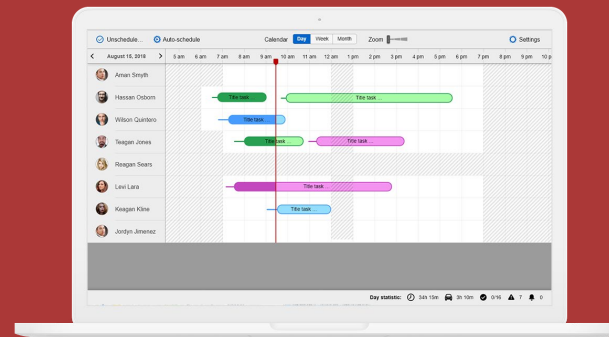 Unschedule... Auto-schedule Calendar Day Week Month Zoom Settings
August 15, 2018 5 am 6 am 7 am 8 am 9 am 10 am 11 am 12 am 1 pm 2 pm 3 pm 4 pm 5 pm 6 pm 7 pm 8 pm 9 pm 10 p
Aman Smyth
Hassan Osborn Title task Title task ...
Wilson Quintero Title task
Teagan Jones Title task ... Title task ...
Reagan Sears
Levi Lara Title task ...
Keagan Kline Title task ...
Jordyn Jimenez
Day statistic: 34h 15m 3h 10m 0/16 7 0